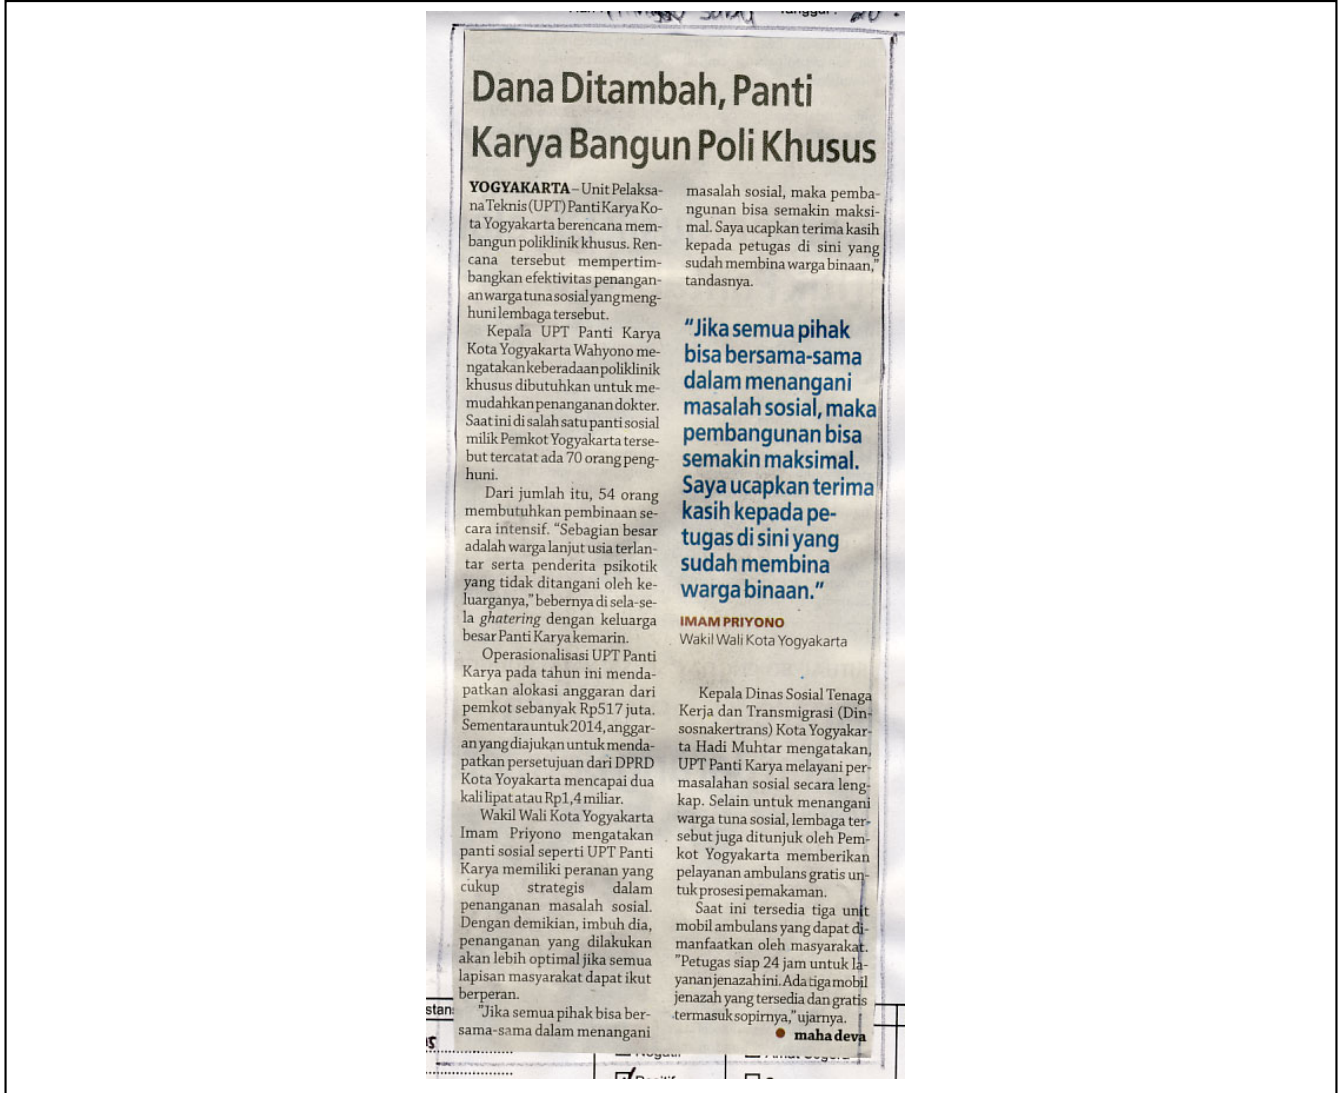 Dana Ditambah, Panti
Karya Bangun Poli Khusus
YOGYAKARTA – Unit Pelaksa-
na Teknis (UPT) Panti Karya Ko-
ta Yogyakarta berencana mem-
bangun poliklinik khusus. Ren-
cana tersebut mempertim-
bangkan efektivitas penangan-
an warga tuna sosial yang meng-
huni lembaga tersebut.
Kepala UPT Panti Karya
Kota Yogyakarta Wahyono me-
ngatakan keberadaan poliklinik
khusus dibutuhkan untuk me-
mudahkan penanganan dokter.
Saat ini di salah satu panti sosial
milik Pemkot Yogyakarta terse-
but tercatat ada 70 orang peng-
huni.
Dari jumlah itu, 54 orang
membutuhkan pembinaan se-
cara intensif. "Sebagian besar
adalah warga lanjut usia terlan-
tar serta penderita psikotik
yang tidak ditangani oleh ke-
luarganya," bebernya di sela-se-
la ghatering dengan keluarga
besar Panti Karya kemarin.
Operasionalisasi UPT Panti
Karya pada tahun ini menda-
patkan alokasi anggaran dari
pemkot sebanyak Rp517 juta.
Sementara untuk 2014, anggar-
an yang diajukan untuk menda-
patkan persetujuan dari DPRD
Kota Yoyakarta mencapai dua
kali lipat atau Rp1,4 miliar.
Wakil Wali Kota Yogyakarta
Imam Priyono mengatakan
panti sosial seperti UPT Panti
Karya memiliki peranan yang
cukup strategis dalam
penanganan masalah sosial.
Dengan demikian, imbuh dia,
penanganan yang dilakukan
akan lebih optimal jika semua
lapisan masyarakat dapat ikut
berperan.
"Jika semua pihak bisa ber-
sama-sama dalam menangani
masalah sosial, maka pemba-
ngunan bisa semakin maksi-
mal. Saya ucapkan terima kasih
kepada petugas di sini yang
sudah membina warga binaan,"
tandasnya.
"Jika semua pihak
bisa bersama-sama
dalam menangani
masalah sosial, maka
pembangunan bisa
semakin maksimal.
Saya ucapkan terima
kasih kepada pe-
tugas di sini yang
sudah membina
warga binaan."
IMAM PRIYONO
Wakil Wali Kota Yogyakarta
Kepala Dinas Sosial Tenaga
Kerja dan Transmigrasi (Din-
sosnakertrans) Kota Yogyakar-
ta Hadi Muhtar mengatakan,
UPT Panti Karya melayani per-
masalahan sosial secara leng-
kap. Selain untuk menangani
warga tuna sosial, lembaga ter-
sebut juga ditunjuk oleh Pem-
kot Yogyakarta memberikan
pelayanan ambulans gratis un-
tuk prosesi pemakaman.
Saat ini tersedia tiga unit
mobil ambulans yang dapat di-
manfaatkan oleh masyarakat.
"Petugas siap 24 jam untuk la-
yanan jenazah ini. Ada tiga mobil
jenazah yang tersedia dan gratis
termasuk sopirnya," ujarnya.
● maha deva